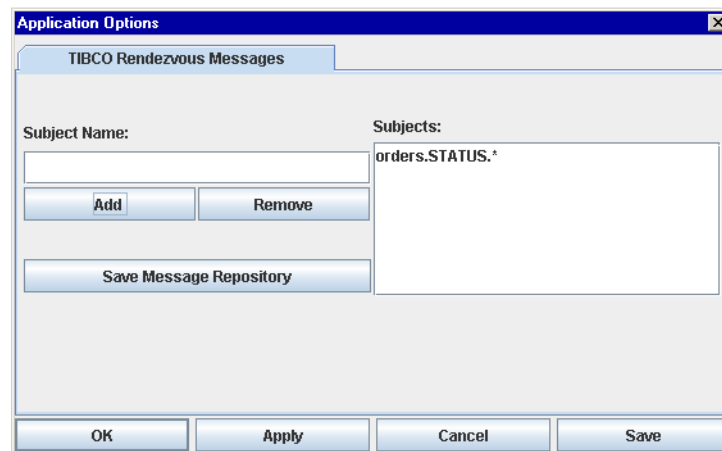 Application Options
TIBCO Rendezvous Messages
Subject Name:
Subjects:
orders.STATUS.*
Add
Remove
Save Message Repository
OK
Apply
Cancel
Save